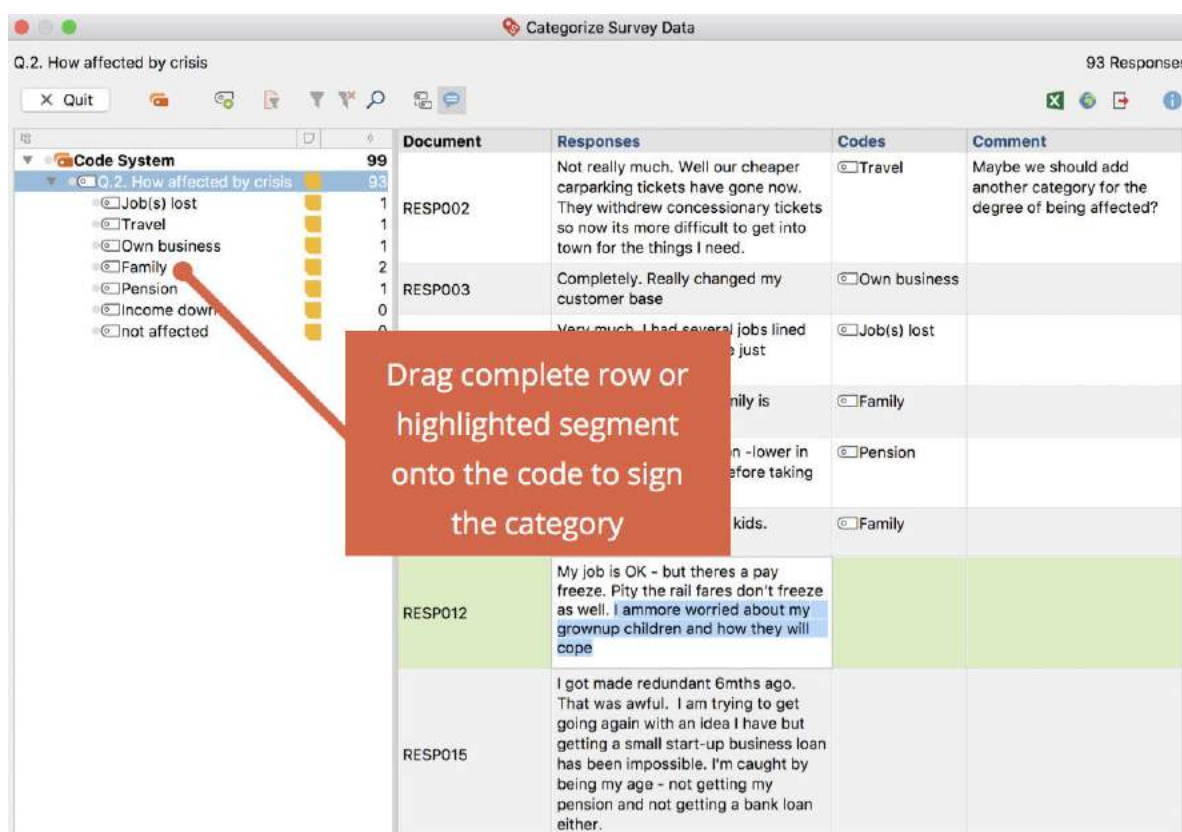 Categorize Survey Data
Q.2. How affected by crisis
93 Responses
Quit
Code System 99
Q.2. How affected by crisis 93
Job(s) lost 1
Travel 1
Own business 1
Family 2
Pension 1
Income down 0
not affected 0
Drag complete row or
highlighted segment
onto the code to sign
the category
Document Responses Codes Comment
RESP002
Not really much. Well our cheaper
carparking tickets have gone now.
They withdrew concessionary tickets
so now its more difficult to get into
town for the things I need.
Travel
Maybe we should add
another category for the
degree of being affected?
RESP003
Completely. Really changed my
customer base
Own business
Very much. I had several jobs lined
just
Job(s) lost
is
Family
-lower in
taking
Pension
kids.
Family
RESP012
My job is OK - but theres a pay
freeze. Pity the rail fares don't freeze
as well. I ammore worried about my
grownup children and how they will
cope
RESP015
I got made redundant 6mths ago.
That was awful. I am trying to get
going again with an idea I have but
getting a small start-up business loan
has been impossible. I'm caught by
being my age - not getting my
pension and not getting a bank loan
either.